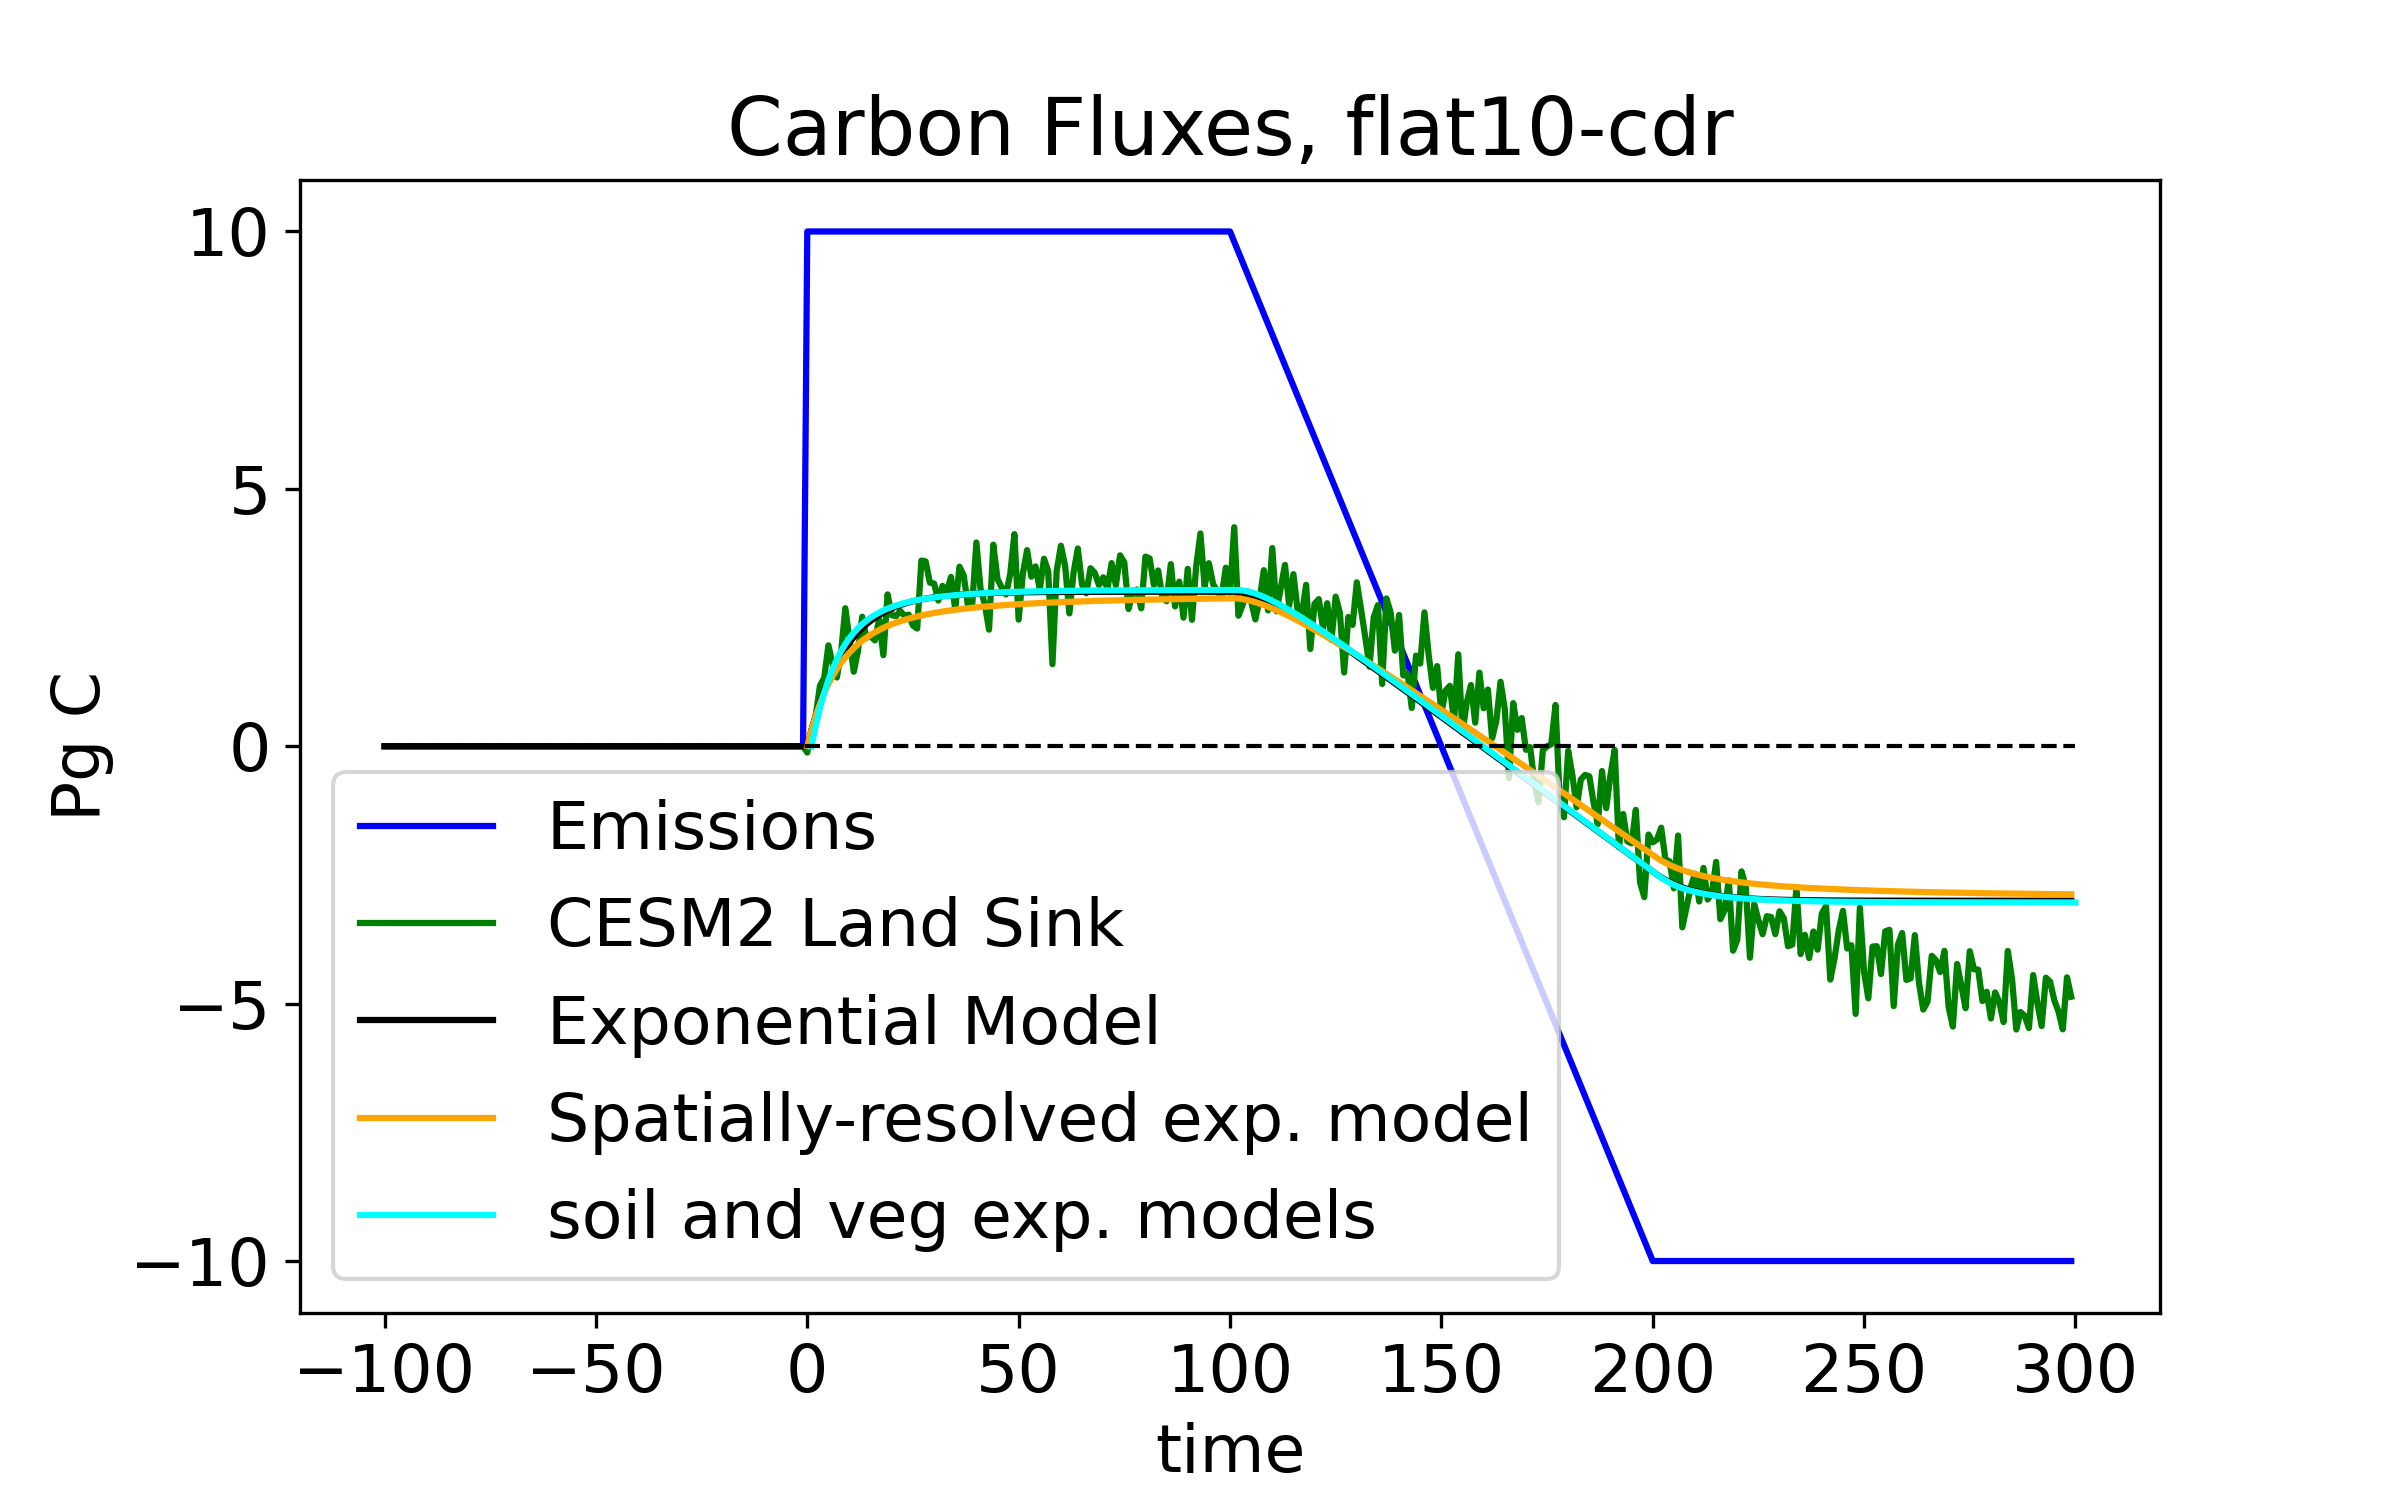 Carbon Fluxes, flat10-cdr
10
5
0
−5
−10
Pg C
Emissions
CESM2 Land Sink
Exponential Model
Spatially-resolved exp. model
soil and veg exp. models
−100 −50 0 50 100 150 200 250 300
time